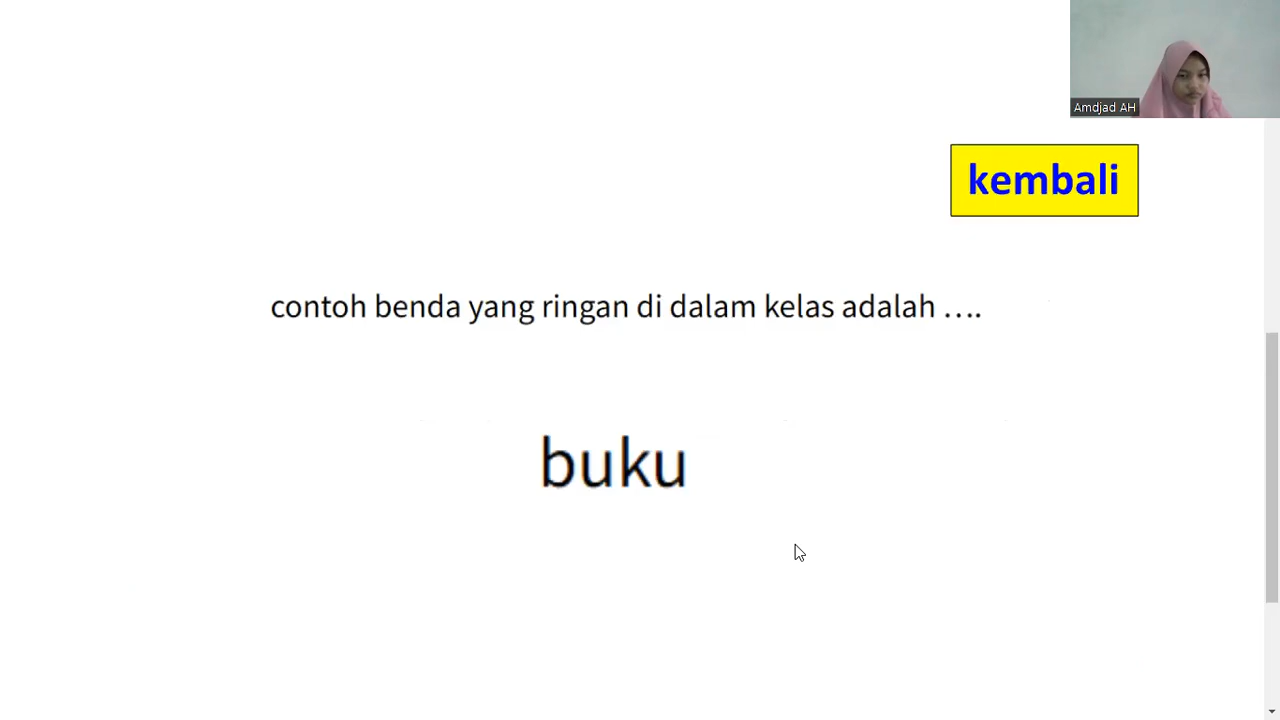 Amdjad AH
kembali
contoh benda yang ringan di dalam kelas adalah ....
buku